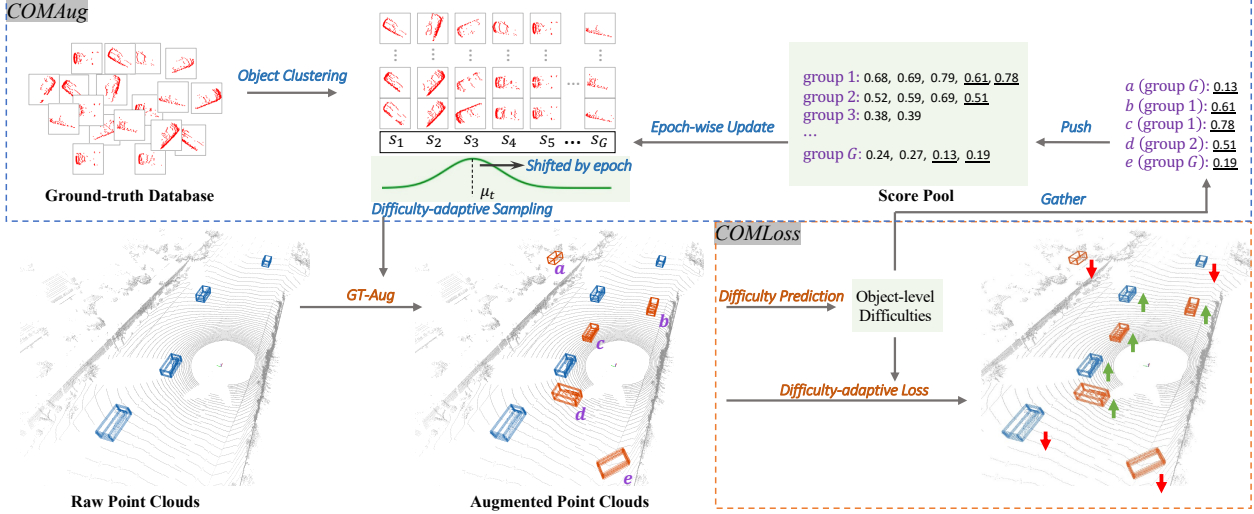 COMAug
Object Clustering
Ground-truth Database
s1 s2 s3 s4 s5 ... sG
Shifted by epoch
μt
Difficulty-adaptive Sampling
Epoch-wise Update
group 1: 0.68, 0.69, 0.79, 0.61, 0.78
group 2: 0.52, 0.59, 0.69, 0.51
group 3: 0.38, 0.39
...
group G: 0.24, 0.27, 0.13, 0.19
Score Pool
Push
a (group G): 0.13
b (group 1): 0.61
c (group 1): 0.78
d (group 2): 0.51
e (group G): 0.19
Gather
GT-Aug
Raw Point Clouds
a
b
c
d
e
Augmented Point Clouds
COMLoss
Difficulty Prediction
Object-level
Difficulties
Difficulty-adaptive Loss